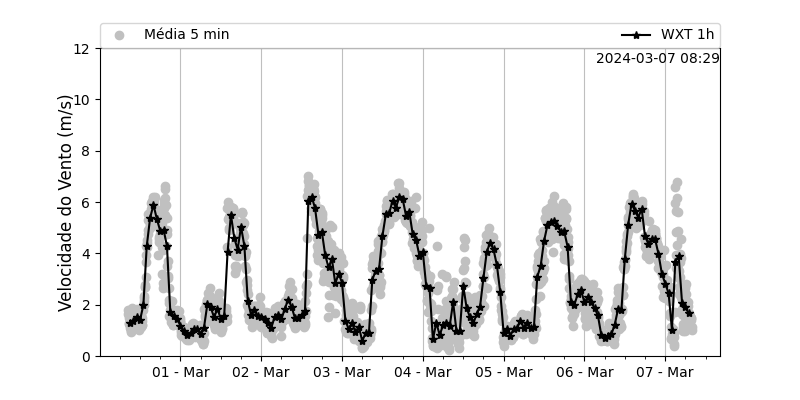 Média 5 min
WXT 1h
2024-03-07 08:29
Velocidade do Vento (m/s)
12
10
8
6
4
2
0
01 - Mar
02 - Mar
03 - Mar
04 - Mar
05 - Mar
06 - Mar
07 - Mar